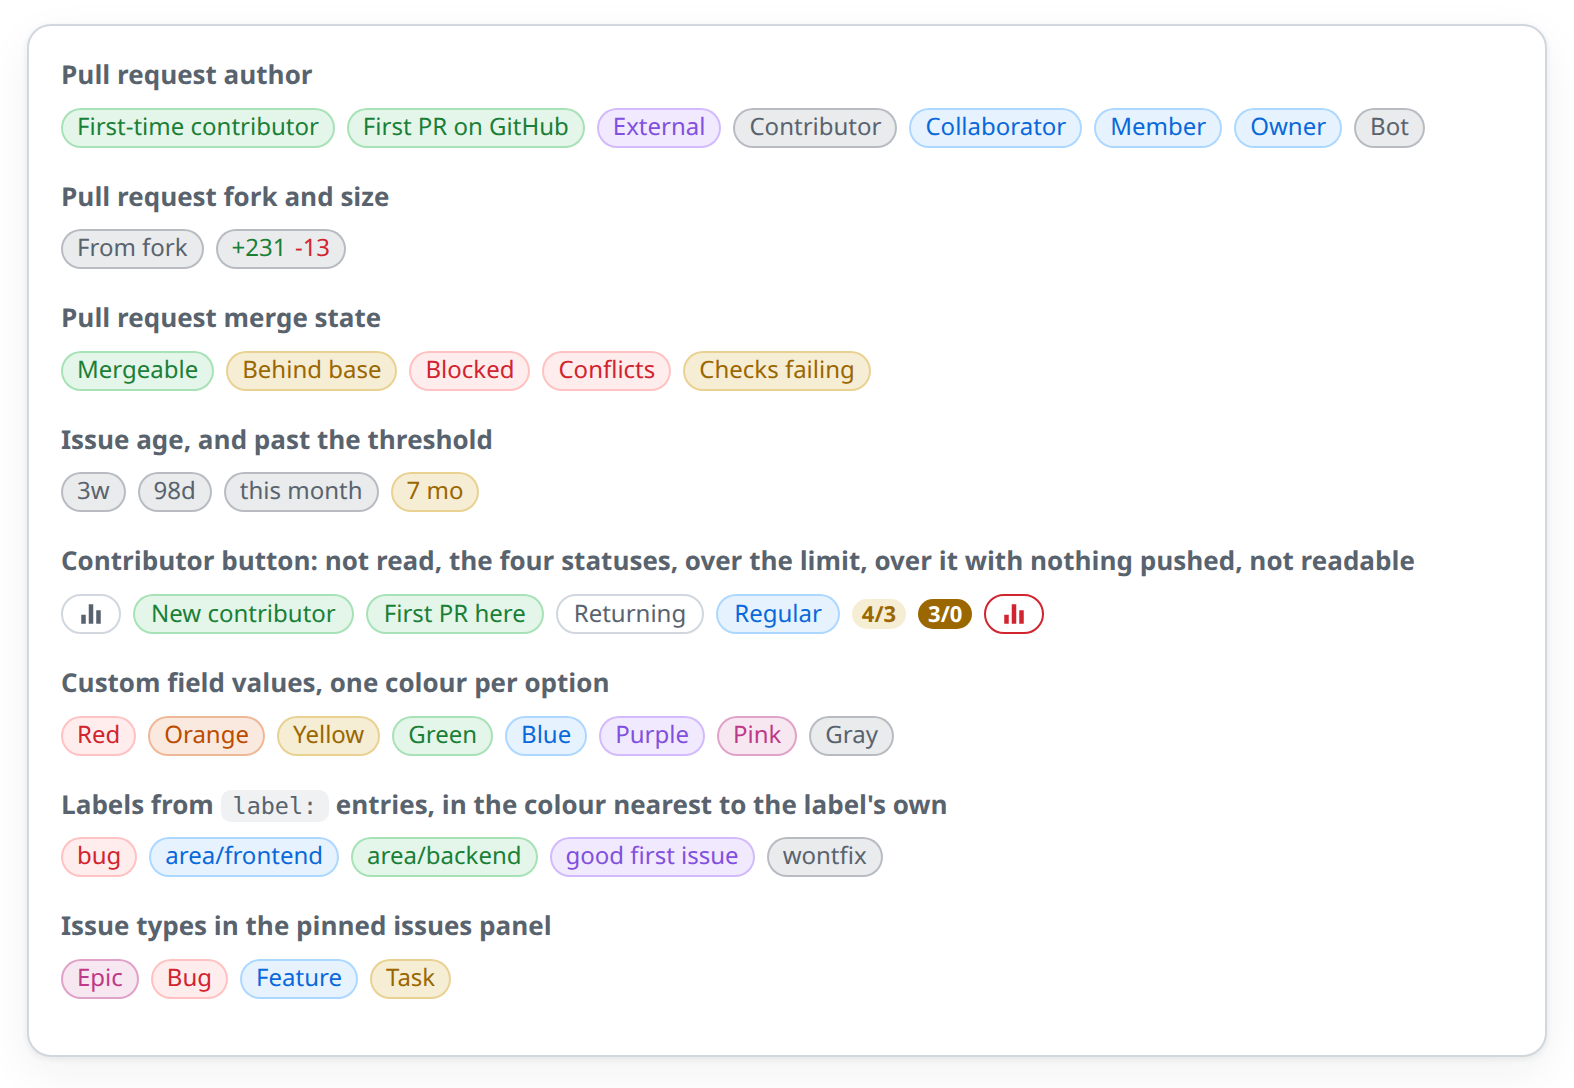 Pull request author
First-time contributor First PR on GitHub External Contributor Collaborator Member Owner Bot
Pull request fork and size
From fork +231 -13
Pull request merge state
Mergeable Behind base Blocked Conflicts Checks failing
Issue age, and past the threshold
3w 98d this month 7 mo
Contributor button: not read, the four statuses, over the limit, over it with nothing pushed, not readable
New contributor First PR here Returning Regular 4/3 3/0
Custom field values, one colour per option
Red Orange Yellow Green Blue Purple Pink Gray
Labels from label: entries, in the colour nearest to the label's own
bug area/frontend area/backend good first issue wontfix
Issue types in the pinned issues panel
Epic Bug Feature Task